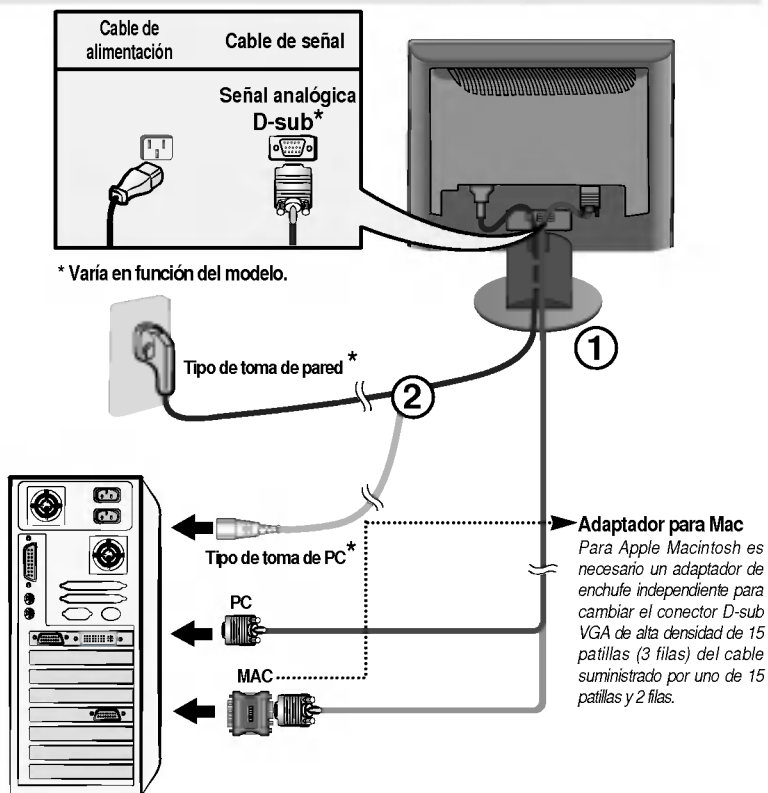 Cable de
alimentación
Cable de señal
Señal analógica
D-sub*
* Varía en función del modelo.
1
Tipo de toma de pared *
2
Tipo de toma de PC*
Adaptador para Mac
Para Apple Macintosh es
necesario un adaptador de
enchufe independiente para
cambiar el conector D-sub
VGA de alta densidad de 15
patillas (3 filas) del cable
suministrado por uno de 15
patillas y 2 filas.
PC
MAC